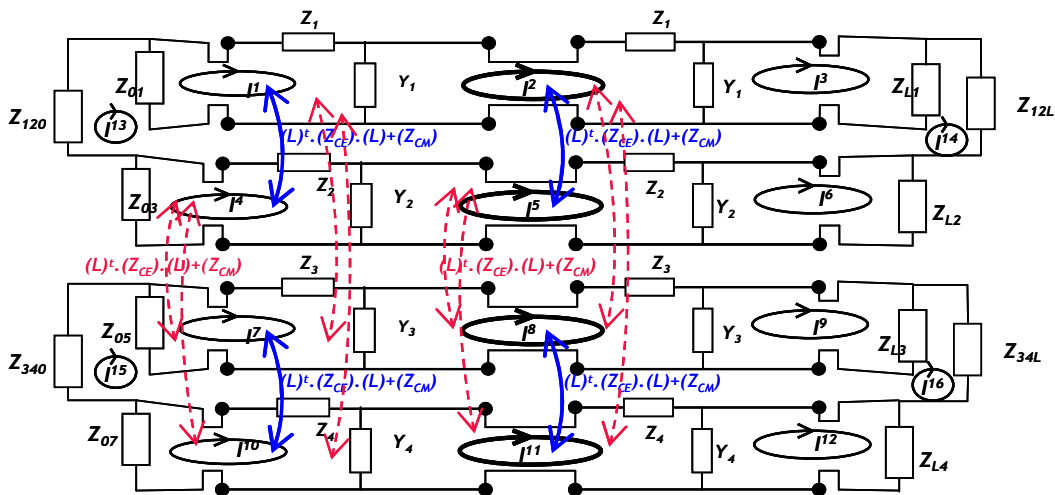 Z1 Z1
Z01 I1 Y1 I2 Y1 I3 ZL1
Z120 I13 I14 Z12L
(L)t.(ZCE).(L)+(ZCM) (L)t.(ZCE).(L)+(ZCM)
Z2 Z2
Z03 I4 Y2 I5 Y2 I6 ZL2
(L)t.(ZCE).(L)+(ZCM) (L)t.(ZCE).(L)+(ZCM)
Z3 Z3
Z05 I7 Y3 I8 Y3 I9 ZL3
Z340 I15 I16 Z34L
(L)t.(ZCE).(L)+(ZCM) (L)t.(ZCE).(L)+(ZCM)
Z4 Z4
Z07 I10 Y4 I11 Y4 I12 ZL4